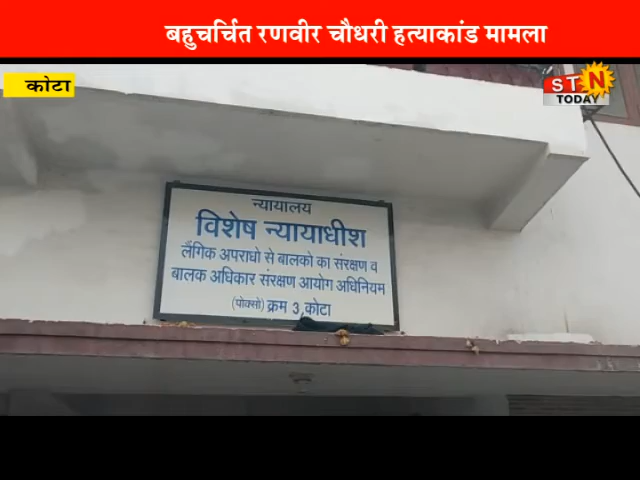 बहुचर्चित रणवीर चौधरी हत्याकांड मामला
कोटा
STN
TODAY
न्यायालय
विशेष न्यायाधीश
लैंगिक अपराधो से बालको का संरक्षण व
बालक अधिकार संरक्षण आयोग अधिनियम
(पोक्सो) क्रम 3, कोटा